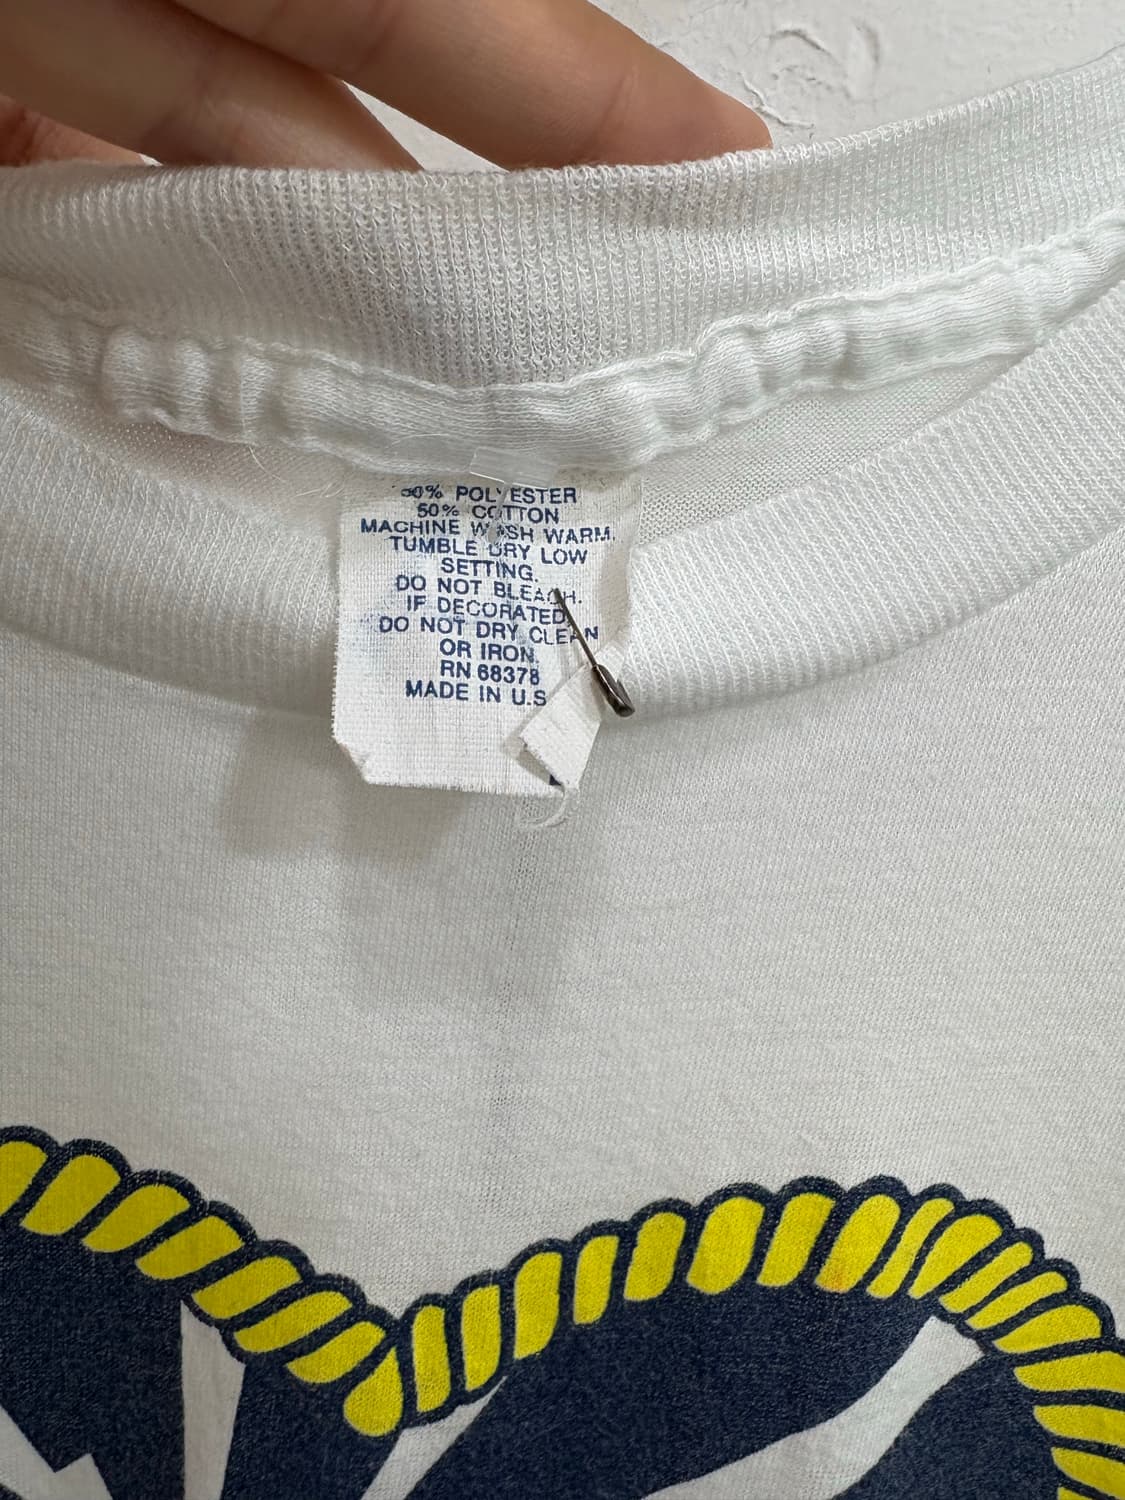 50% POLYESTER
50% COTTON
MACHINE WASH WARM.
TUMBLE DRY LOW
SETTING.
DO NOT BLEACH.
IF DECORATED,
DO NOT DRY CLEAN
OR IRON.
RN 68378
MADE IN U.S